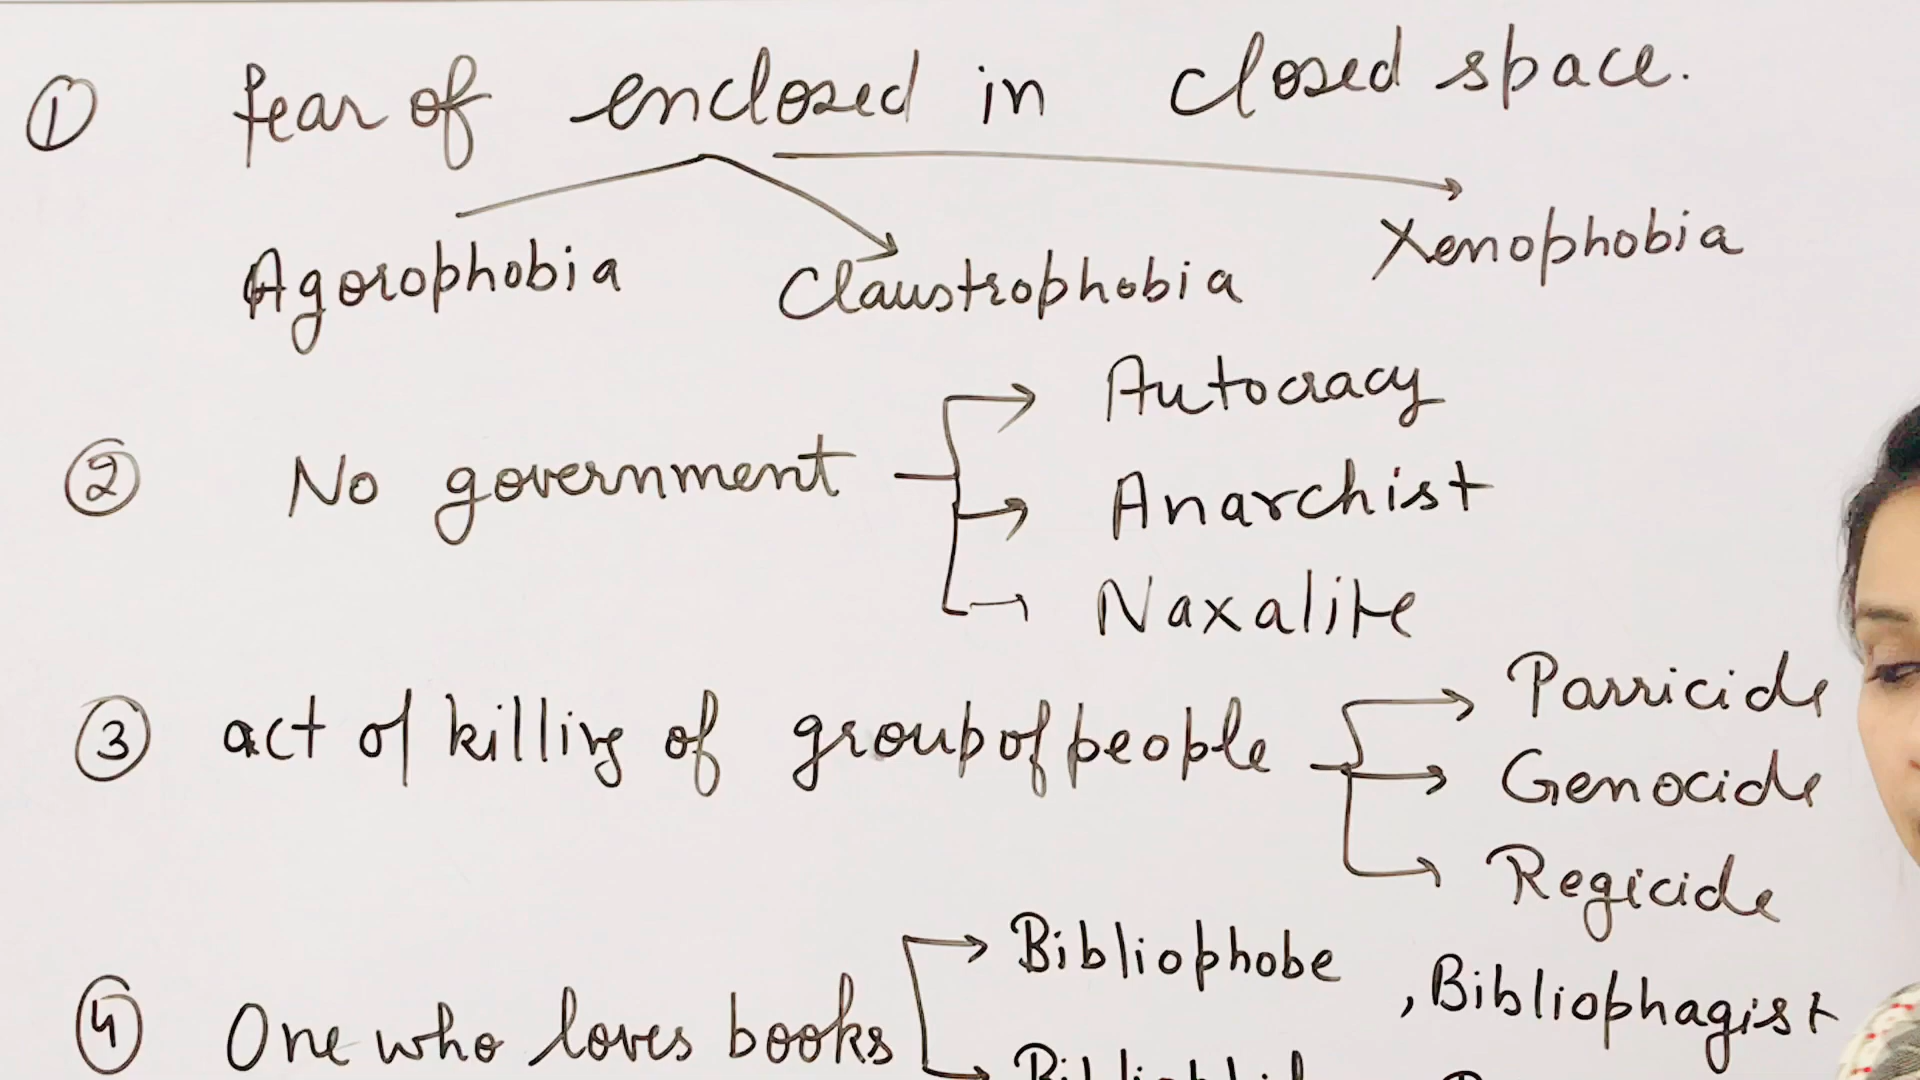 ① fear of enclosed in closed space.
Agorophobia Claustrophobia Xenophobia
Autocracy
② No government Anarchist
Naxalite
Parricide
③ act of killing of group of people Genocide
Regicide
Bibliophobe , Bibliophagist
④ One who loves books